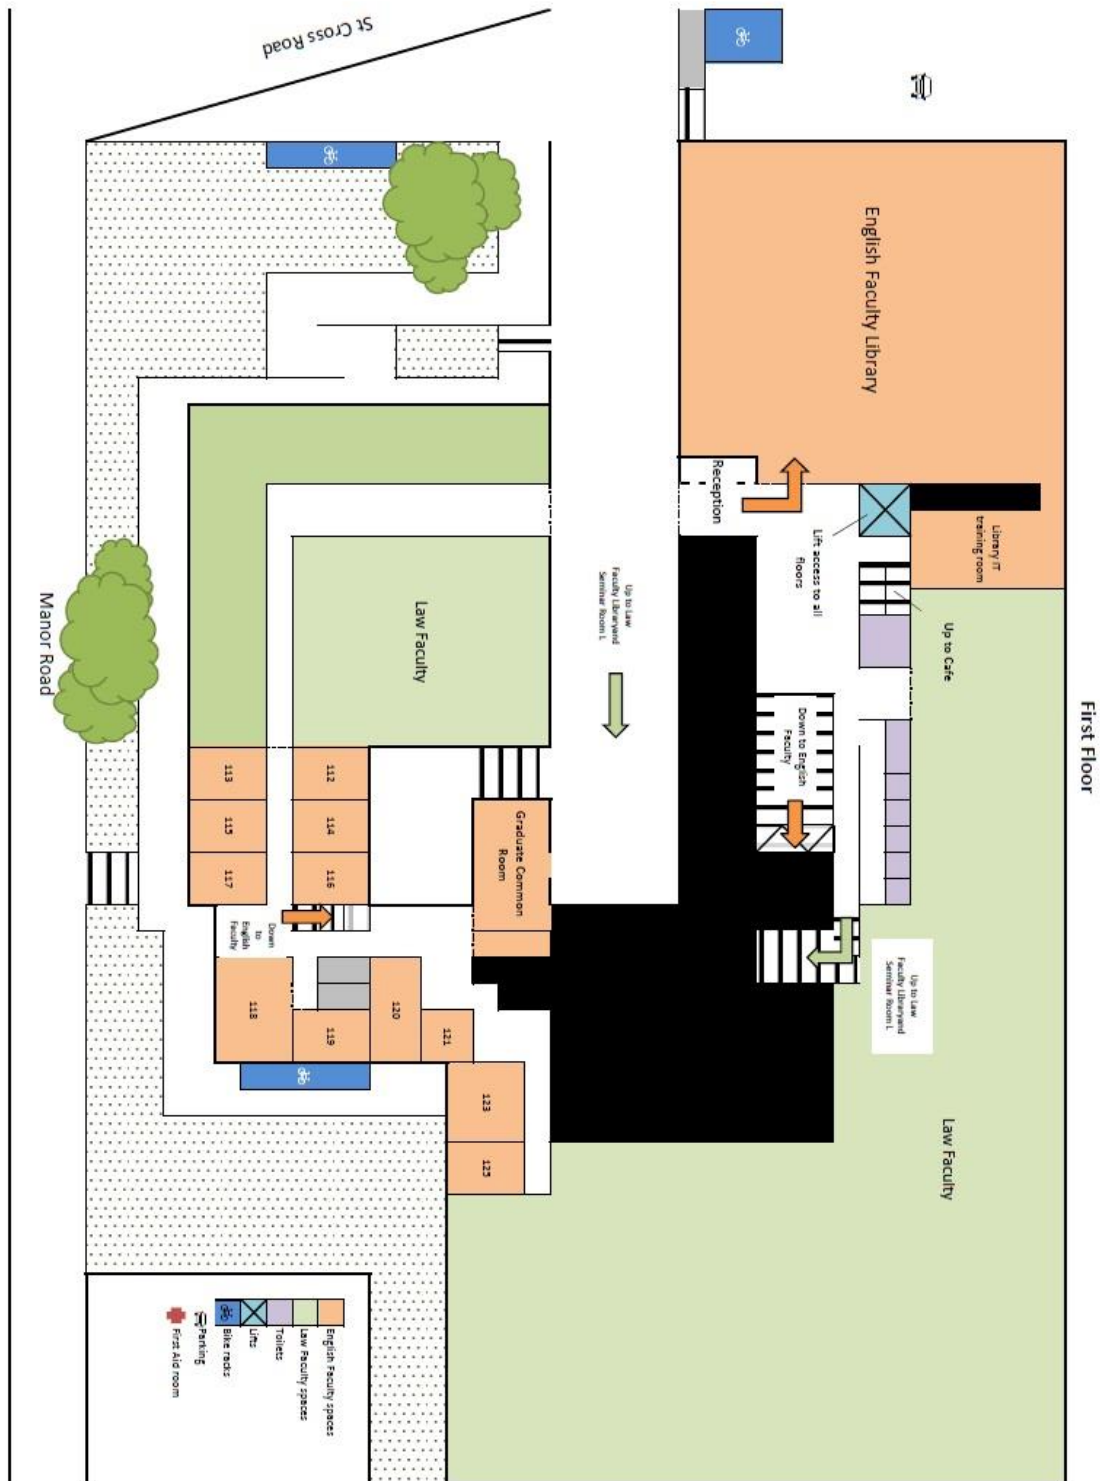 First Floor
St Cross Road
English Faculty Library
Reception
Library IT
training room
Lift access to all
floors
Up to Cafe
Up to Law
Faculty Libraryand
Seminar Room L
Law Faculty
Down to English
Faculty
Up to Law
Faculty Libraryand
Seminar Room L
Law Faculty
Graduate Common
Room
112
114
116
113
115
117
Down
to
English
Faculty
118
119
120
121
123
125
Manor Road
English Faculty spaces
Law Faculty spaces
Toilets
Lifts
Bike racks
Parking
First Aid room